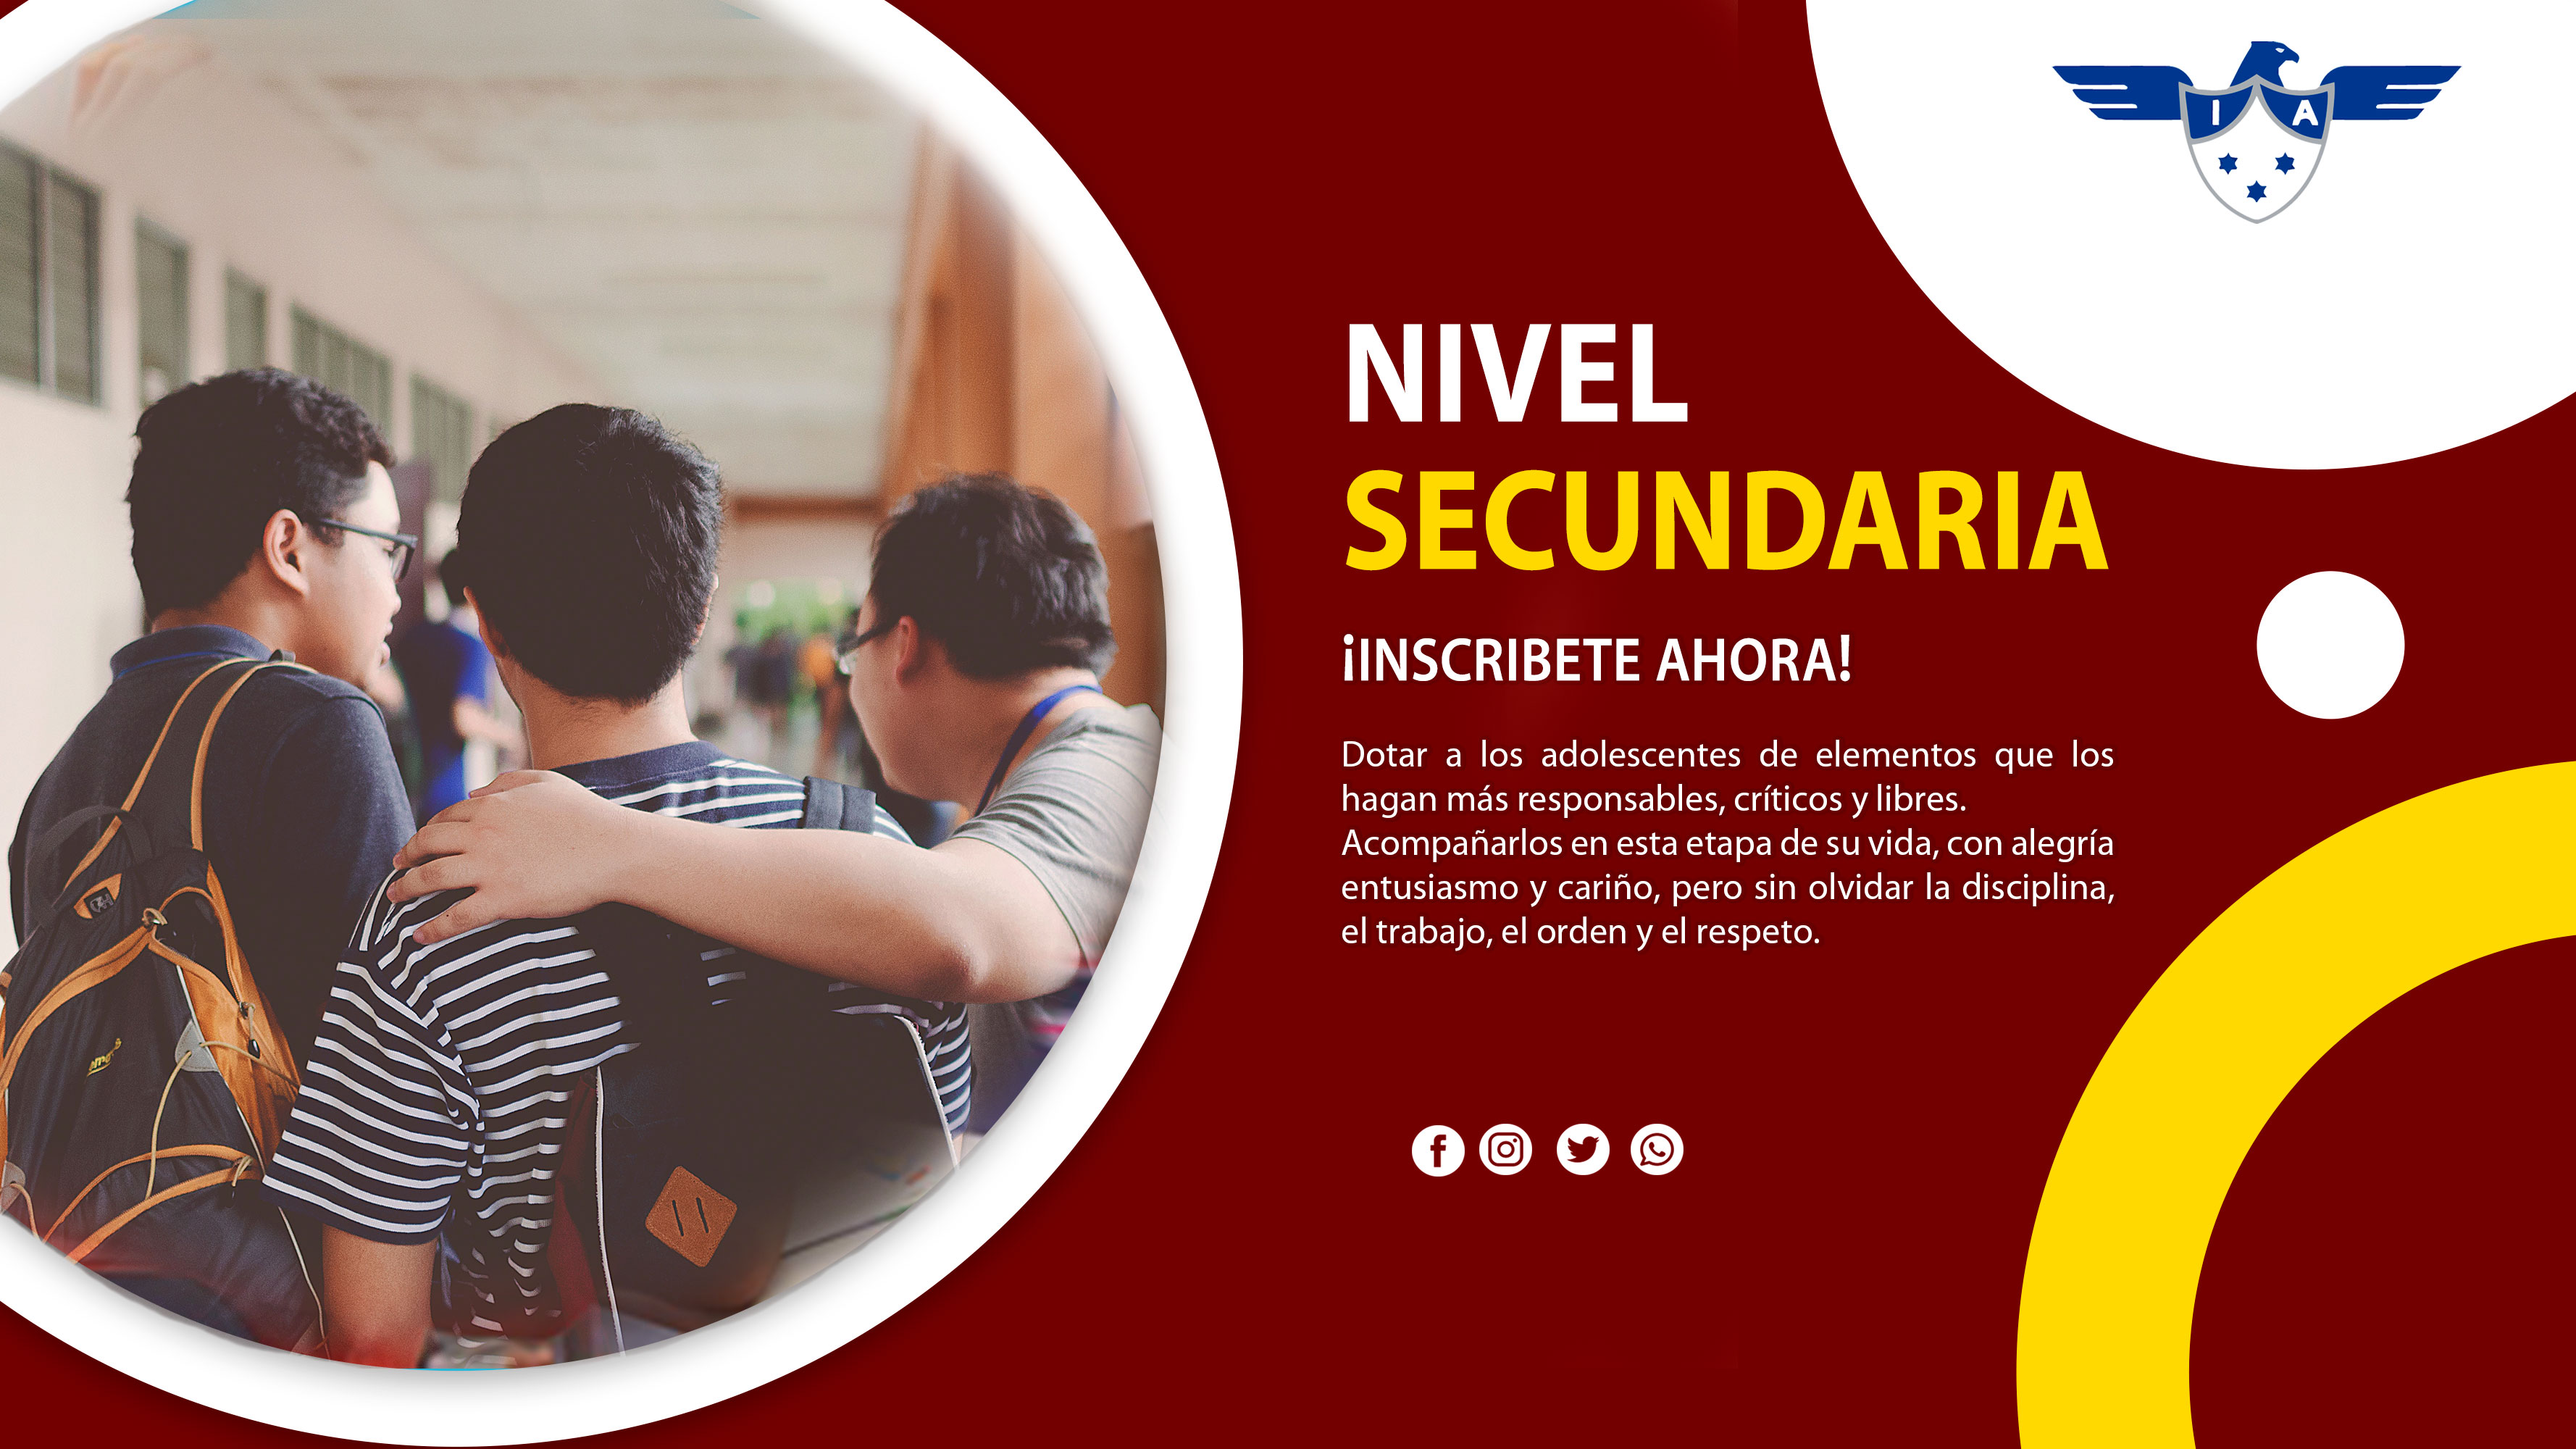 I A
NIVEL
SECUNDARIA
¡INSCRIBETE AHORA!
Dotar a los adolescentes de elementos que los
hagan más responsables, críticos y libres.
Acompañarlos en esta etapa de su vida, con alegría
entusiasmo y cariño, pero sin olvidar la disciplina,
el trabajo, el orden y el respeto.